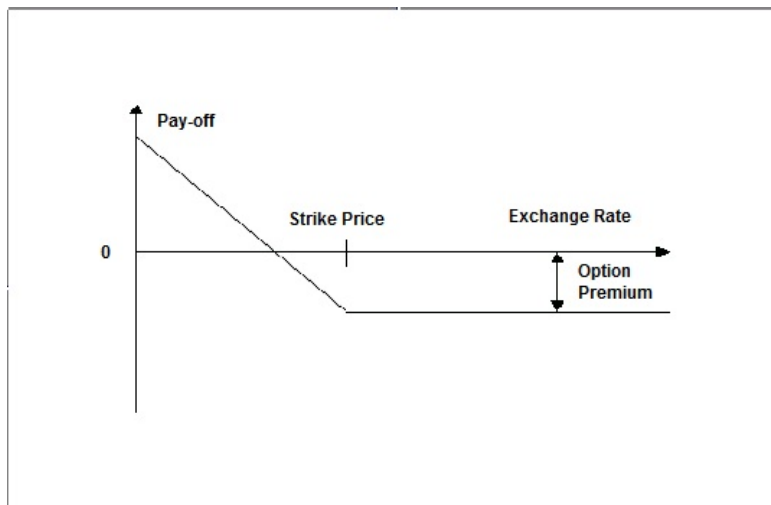 Pay-off
Strike Price
Exchange Rate
0
Option
Premium